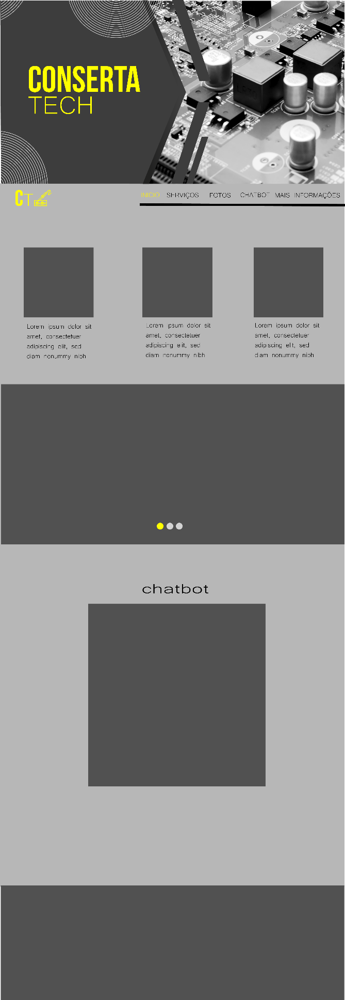 CONSERTA
TECH
CT
INICIO SERVIÇOS FOTOS CHATBOT MAIS INFORMAÇÕES
Lorem ipsum dolor sit
amet, consectetuer
adipiscing elit, sed
diam nonummy nibh
Lorem ipsum dolor sit
amet, consectetuer
adipiscing elit, sed
diam nonummy nibh
Lorem ipsum dolor sit
amet, consectetuer
adipiscing elit, sed
diam nonummy nibh
chatbot